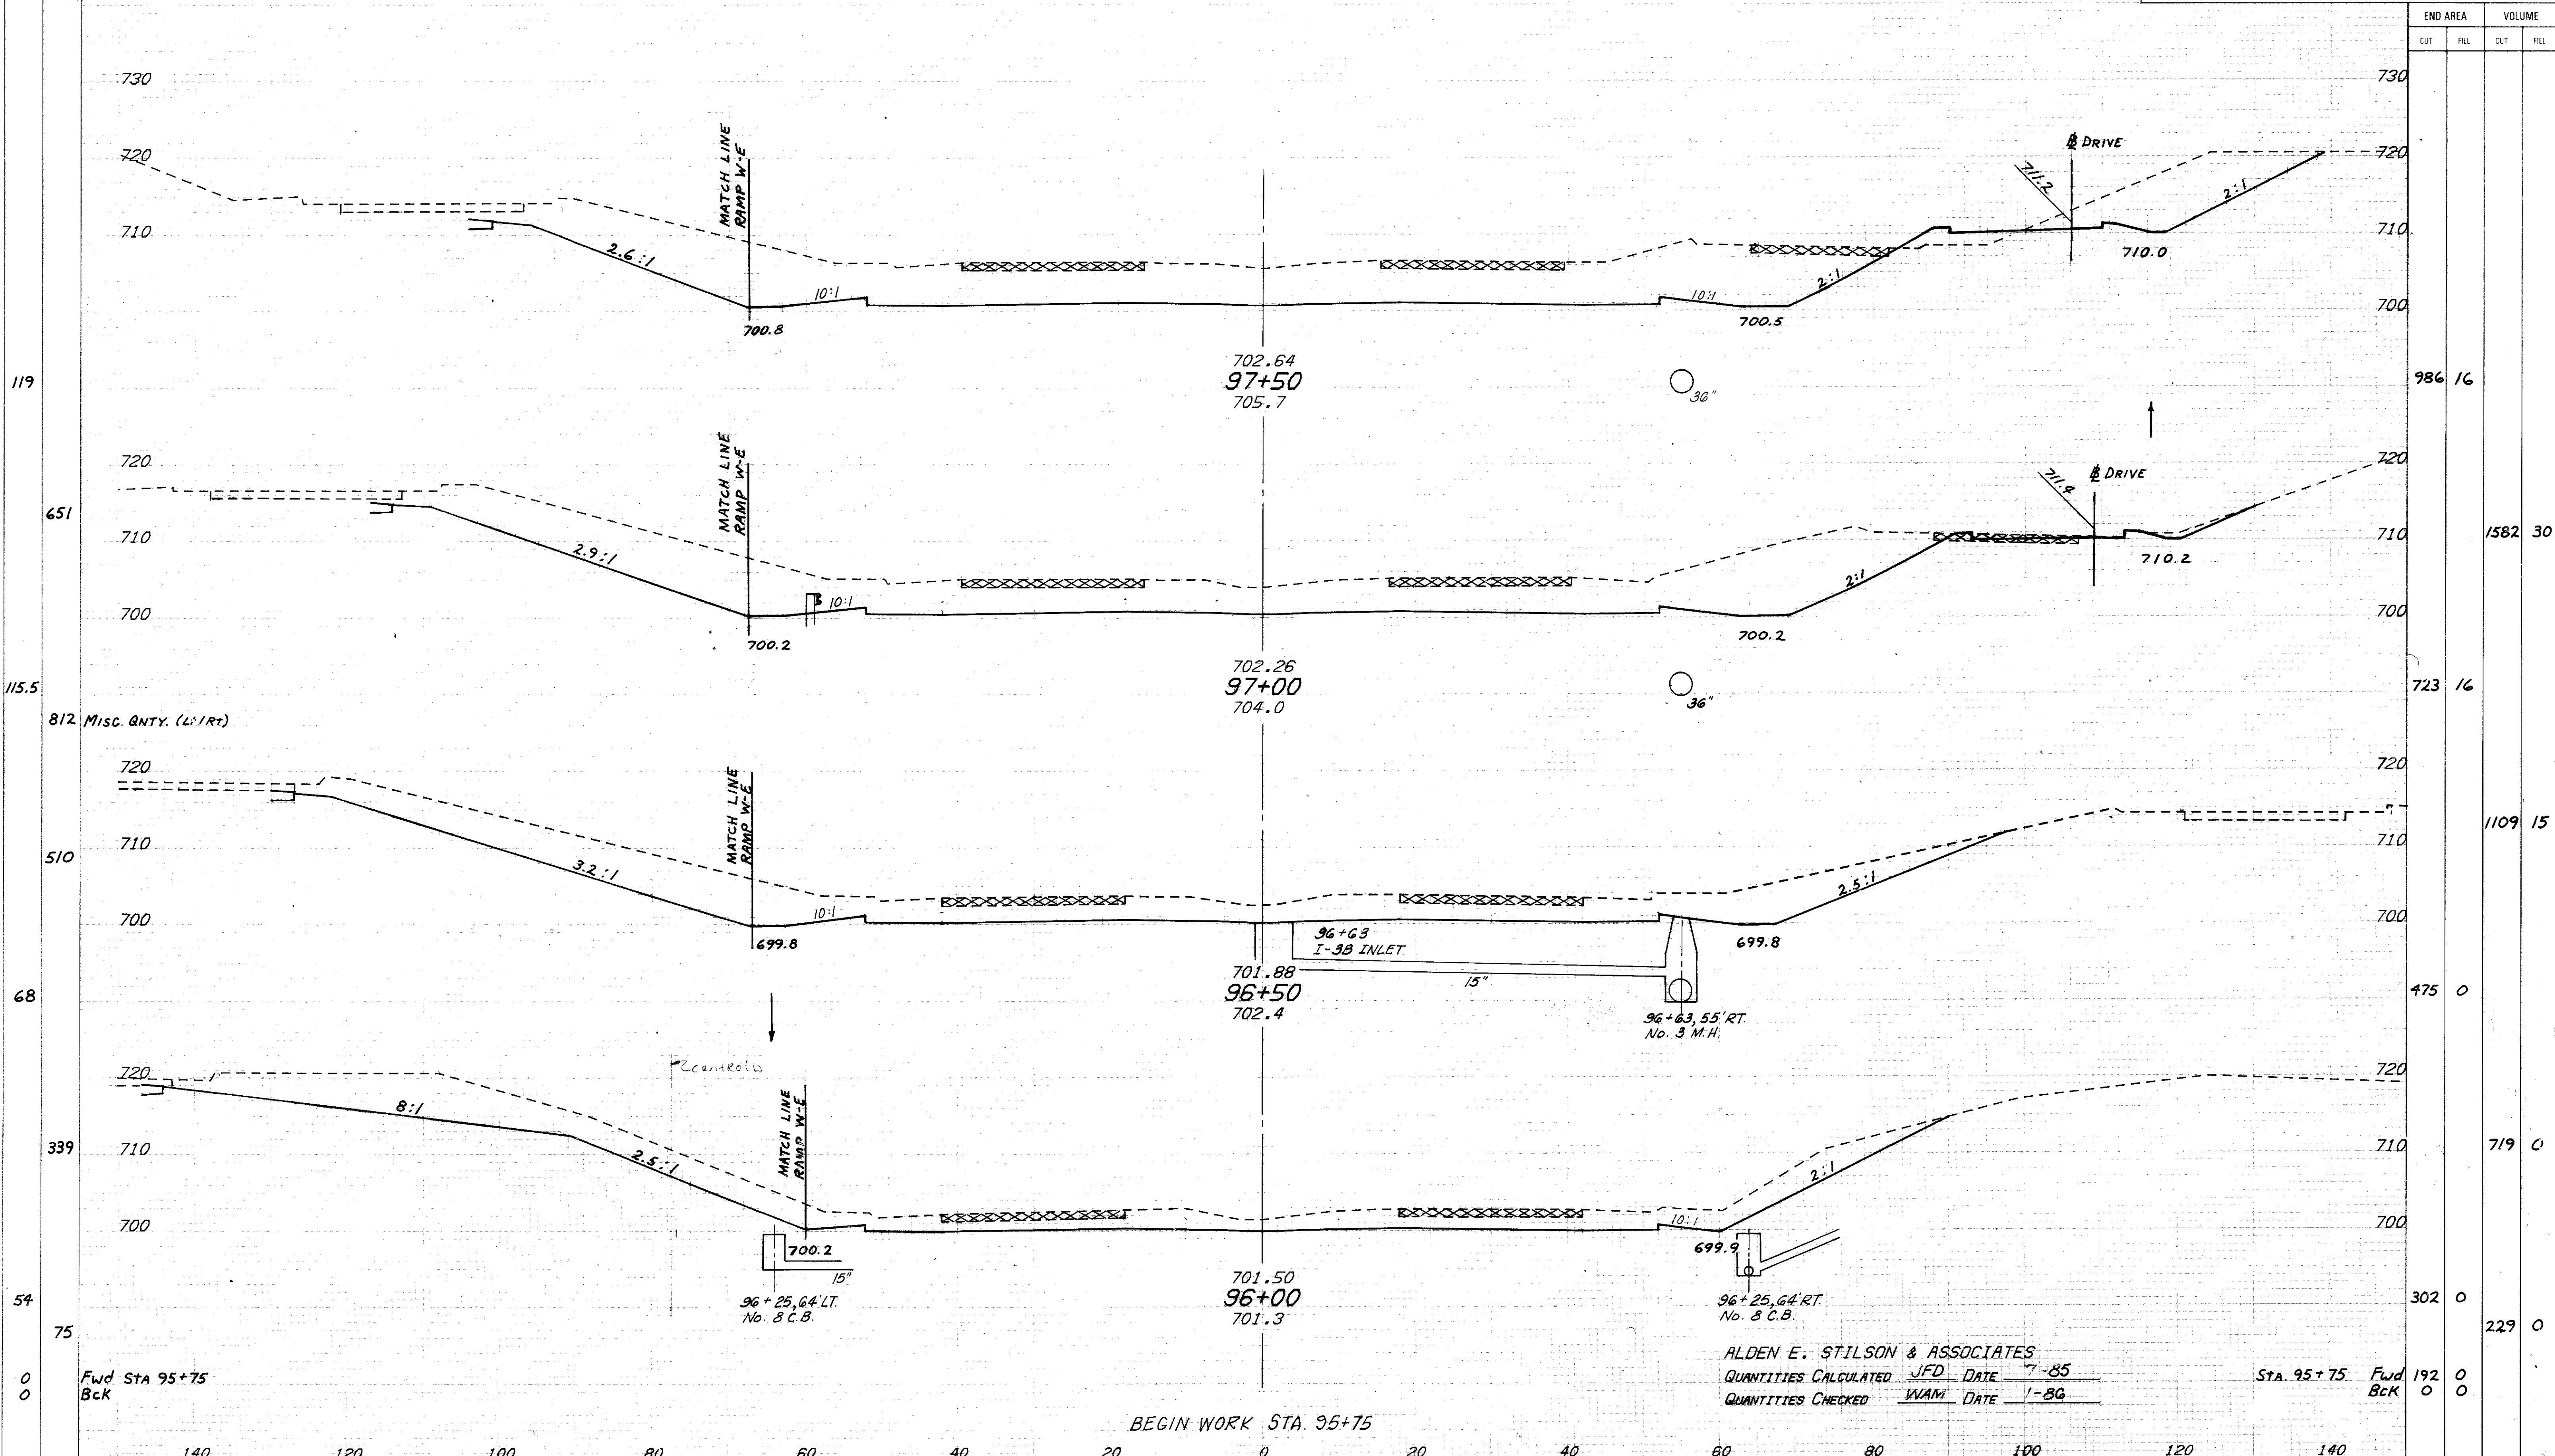 END AREA VOLUME
CUT FILL CUT FILL
730 730
MATCH LINE
RAMP W-E
℄ DRIVE
720 720
711.2
2:1
710 710
2.6:1
710.0
10:1 10:1 2:1
700
700.8 700.5
702.64
119 97+50 986 16
36"
705.7
MATCH LINE
RAMP W-E
720 720
711.4 ℄ DRIVE
651 1582 30
710 710
2.9:1 710.2
2:1
10:1
700 700
700.2 700.2
702.26
115.5 97+00 723 16
36"
704.0
812 MISC. QNTY. (LT/RT)
MATCH LINE
RAMP W-E
720 720
1109 15
710 710
510
3.2:1 2.5:1
10:1
700 700
96+63
I-3B INLET
699.8 699.8
701.88
15"
68 96+50 475 0
702.4
96+63, 55' RT.
No. 3 M.H.
MATCH LINE
RAMP W-E
720 720
8:1
339 710 710 719 0
2.5:1 2:1
10:1
700 700
700.2 699.9
15"
701.50
54 96+00 302 0
701.3
96+25, 64' LT.
No. 8 C.B.
96+25, 64' RT.
No. 8 C.B.
75 229 0
ALDEN E. STILSON & ASSOCIATES
QUANTITIES CALCULATED JFD DATE 7-85
QUANTITIES CHECKED WAM DATE 1-86
0 Fwd STA 95+75
0 Bck
STA. 95+75 Fwd 192 0
Bck 0 0
BEGIN WORK STA. 95+75
140 120 100 80 60 40 20 0 20 40 60 80 100 120 140